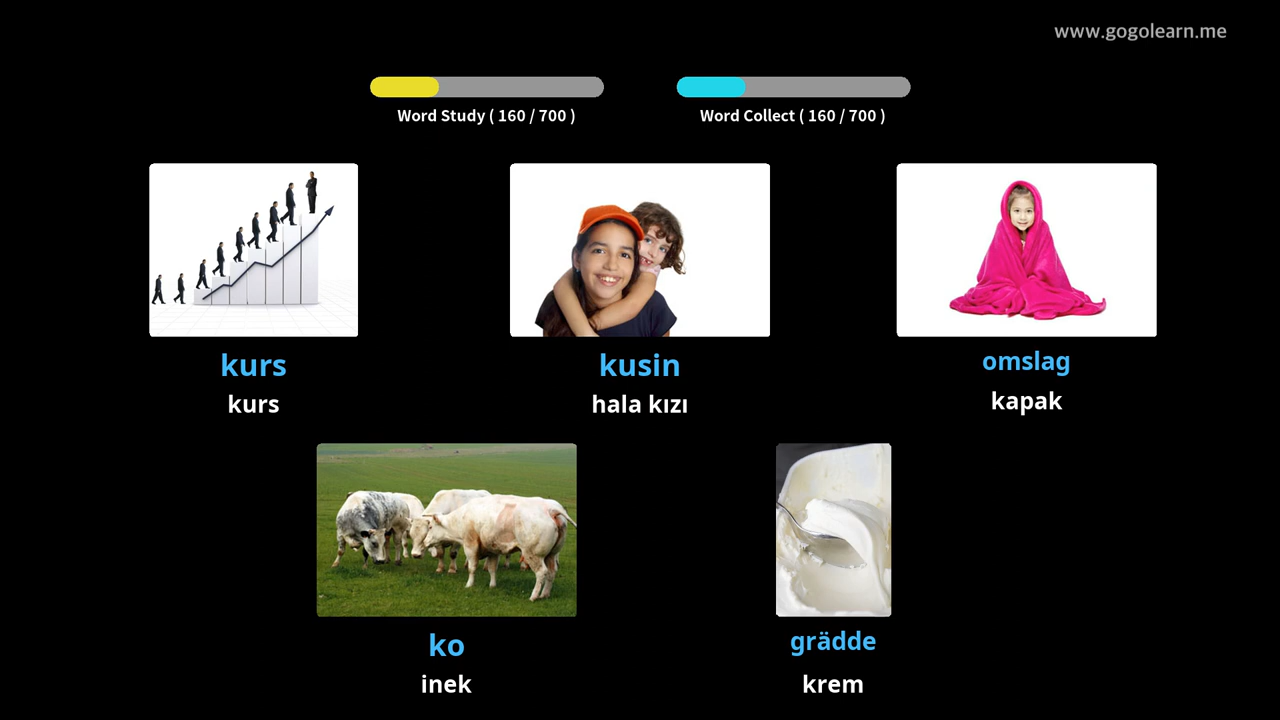 www.gogolearn.me
Word Study ( 160 / 700 )
Word Collect ( 160 / 700 )
kurs
kurs
kusin
hala kızı
omslag
kapak
ko
inek
grädde
krem